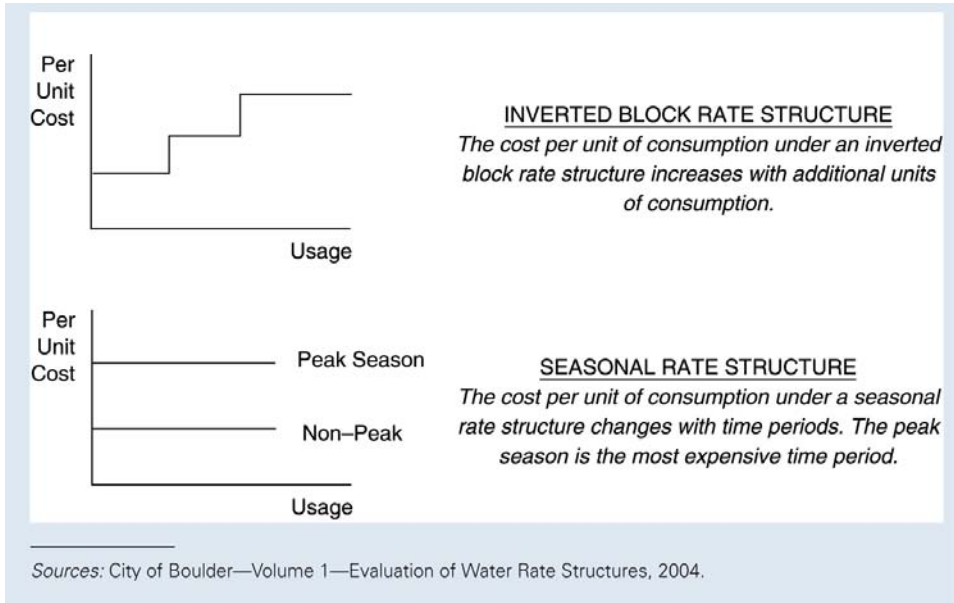 Per
Unit
Cost
Usage
INVERTED BLOCK RATE STRUCTURE
The cost per unit of consumption under an inverted
block rate structure increases with additional units
of consumption.
Per
Unit
Cost
Peak Season
Non–Peak
Usage
SEASONAL RATE STRUCTURE
The cost per unit of consumption under a seasonal
rate structure changes with time periods. The peak
season is the most expensive time period.
Sources: City of Boulder—Volume 1—Evaluation of Water Rate Structures, 2004.